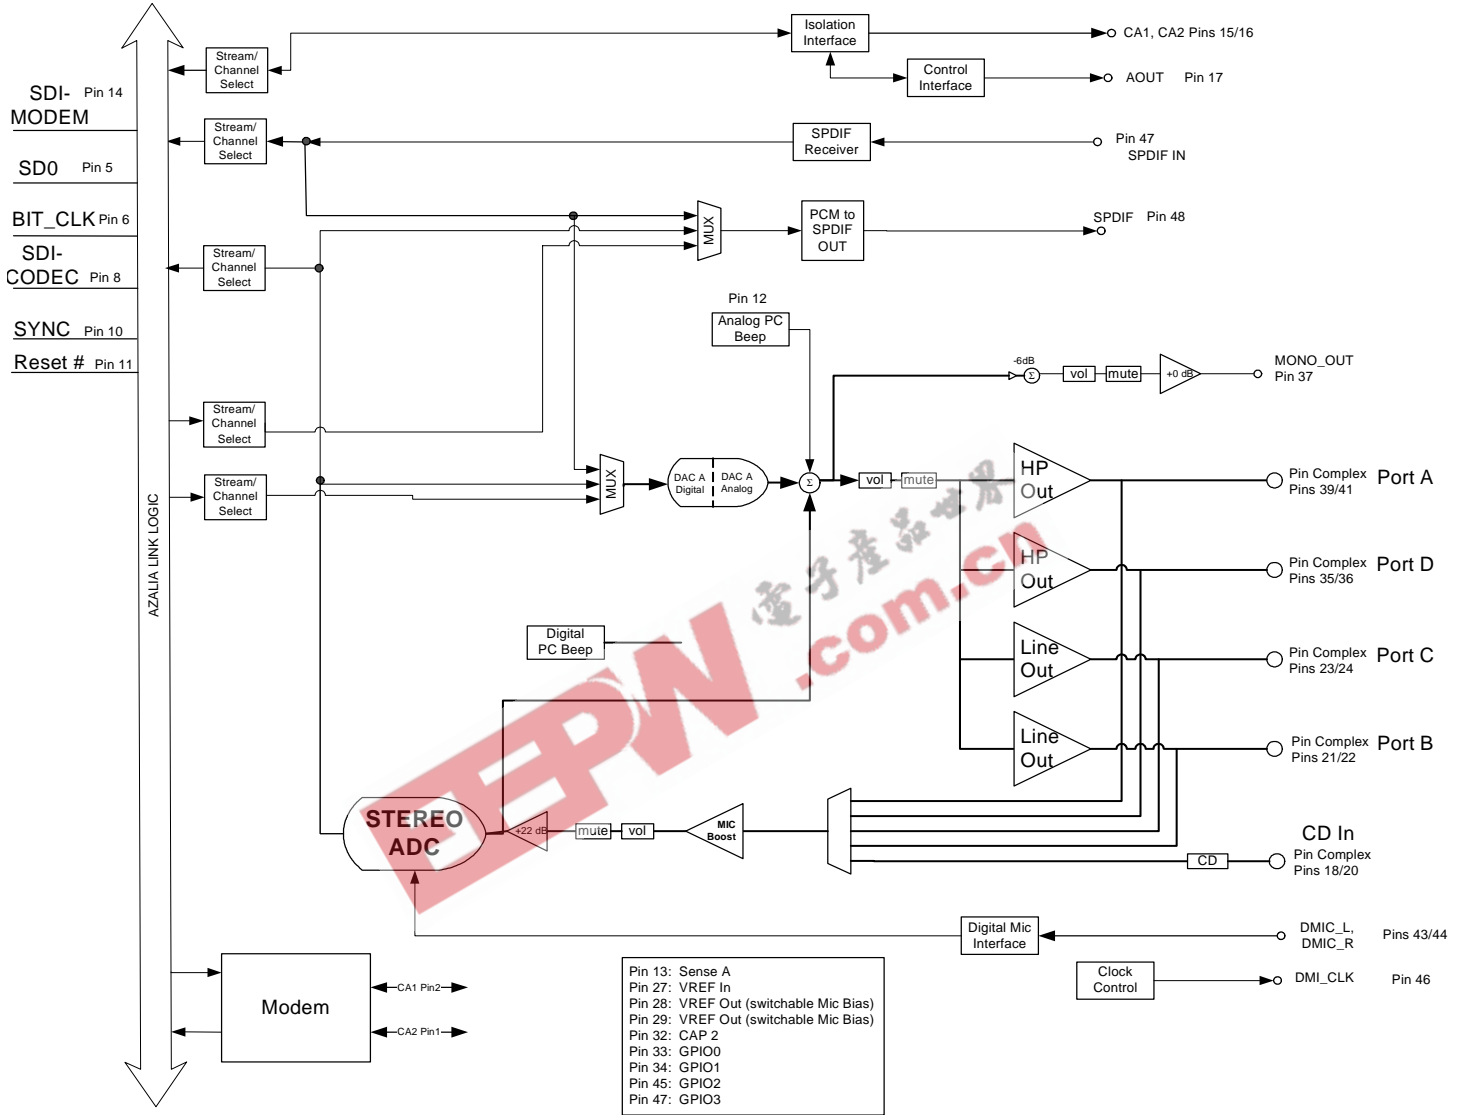 Stream/
Channel
Select
Isolation
Interface
CA1, CA2 Pins 15/16
Control
Interface
AOUT Pin 17
SDI-
MODEM
Pin 14
Stream/
Channel
Select
SPDIF
Receiver
Pin 47
SPDIF IN
SD0 Pin 5
BIT_CLK Pin 6
MUX
PCM to
SPDIF
OUT
SPDIF Pin 48
SDI-
CODEC Pin 8
Stream/
Channel
Select
SYNC Pin 10
Reset # Pin 11
Pin 12
Analog PC
Beep
-6dB
Σ
vol
mute
+0 dB
MONO_OUT
Pin 37
Stream/
Channel
Select
Stream/
Channel
Select
MUX
DAC A
Digital
DAC A
Analog
Σ
vol
mute
HP
Out
Pin Complex
Pins 39/41
Port A
HP
Out
Pin Complex
Pins 35/36
Port D
AZALIA LINK LOGIC
Digital
PC Beep
Line
Out
Pin Complex
Pins 23/24
Port C
Line
Out
Pin Complex
Pins 21/22
Port B
STEREO
ADC
+22 dB
mute
vol
MIC
Boost
CD
CD In
Pin Complex
Pins 18/20
Digital Mic
Interface
DMIC_L,
DMIC_R
Pins 43/44
Clock
Control
DMI_CLK Pin 46
Modem
CA1 Pin2
CA2 Pin1
Pin 13: Sense A
Pin 27: VREF In
Pin 28: VREF Out (switchable Mic Bias)
Pin 29: VREF Out (switchable Mic Bias)
Pin 32: CAP 2
Pin 33: GPIO0
Pin 34: GPIO1
Pin 45: GPIO2
Pin 47: GPIO3
EEPW
電子產品世界
.com.cn